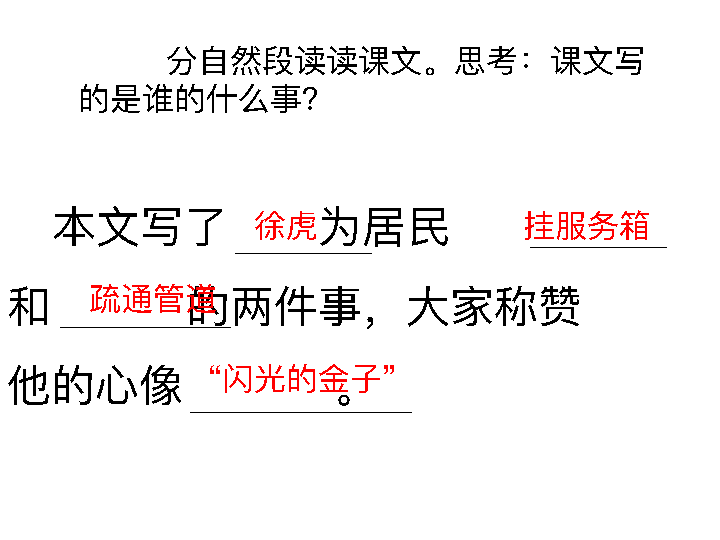 分自然段读读课文。思考：课文写
的是谁的什么事？
本文写了徐虎为居民挂服务箱
和疏通管道的两件事，大家称赞
他的心像“闪光的金子”。